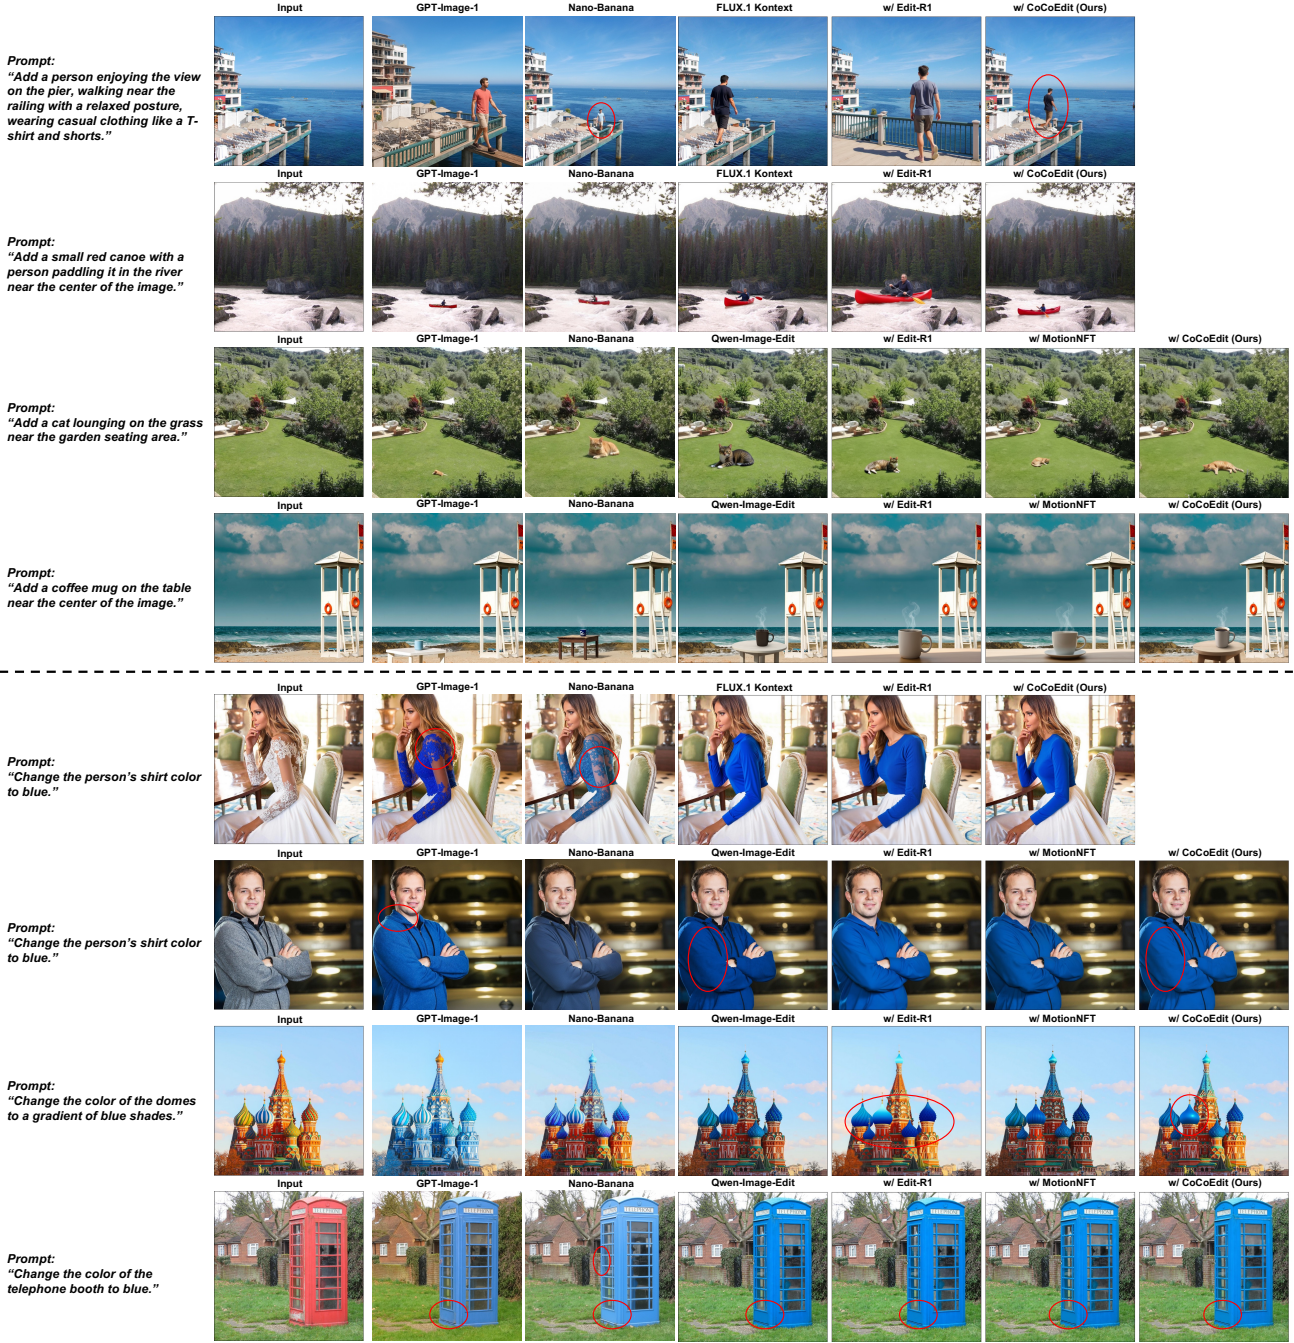 Input GPT-Image-1 Nano-Banana FLUX.1 Kontext w/ Edit-R1 w/ CoCoEdit (Ours)
Prompt:
“Add a person enjoying the view
on the pier, walking near the
railing with a relaxed posture,
wearing casual clothing like a T-
shirt and shorts.”
Input GPT-Image-1 Nano-Banana FLUX.1 Kontext w/ Edit-R1 w/ CoCoEdit (Ours)
Prompt:
“Add a small red canoe with a
person paddling it in the river
near the center of the image.”
Input GPT-Image-1 Nano-Banana Qwen-Image-Edit w/ Edit-R1 w/ MotionNFT w/ CoCoEdit (Ours)
Prompt:
“Add a cat lounging on the grass
near the garden seating area.”
Input GPT-Image-1 Nano-Banana Qwen-Image-Edit w/ Edit-R1 w/ MotionNFT w/ CoCoEdit (Ours)
Prompt:
“Add a coffee mug on the table
near the center of the image.”
Input GPT-Image-1 Nano-Banana FLUX.1 Kontext w/ Edit-R1 w/ CoCoEdit (Ours)
Prompt:
“Change the person’s shirt color
to blue.”
Input GPT-Image-1 Nano-Banana Qwen-Image-Edit w/ Edit-R1 w/ MotionNFT w/ CoCoEdit (Ours)
Prompt:
“Change the person’s shirt color
to blue.”
Input GPT-Image-1 Nano-Banana Qwen-Image-Edit w/ Edit-R1 w/ MotionNFT w/ CoCoEdit (Ours)
Prompt:
“Change the color of the domes
to a gradient of blue shades.”
Input GPT-Image-1 Nano-Banana Qwen-Image-Edit w/ Edit-R1 w/ MotionNFT w/ CoCoEdit (Ours)
TELEPHONE TELEPHONE TELEPHONE TELEPHONE TELEPHONE TELEPHONE TELEPHONE
Prompt:
“Change the color of the
telephone booth to blue.”